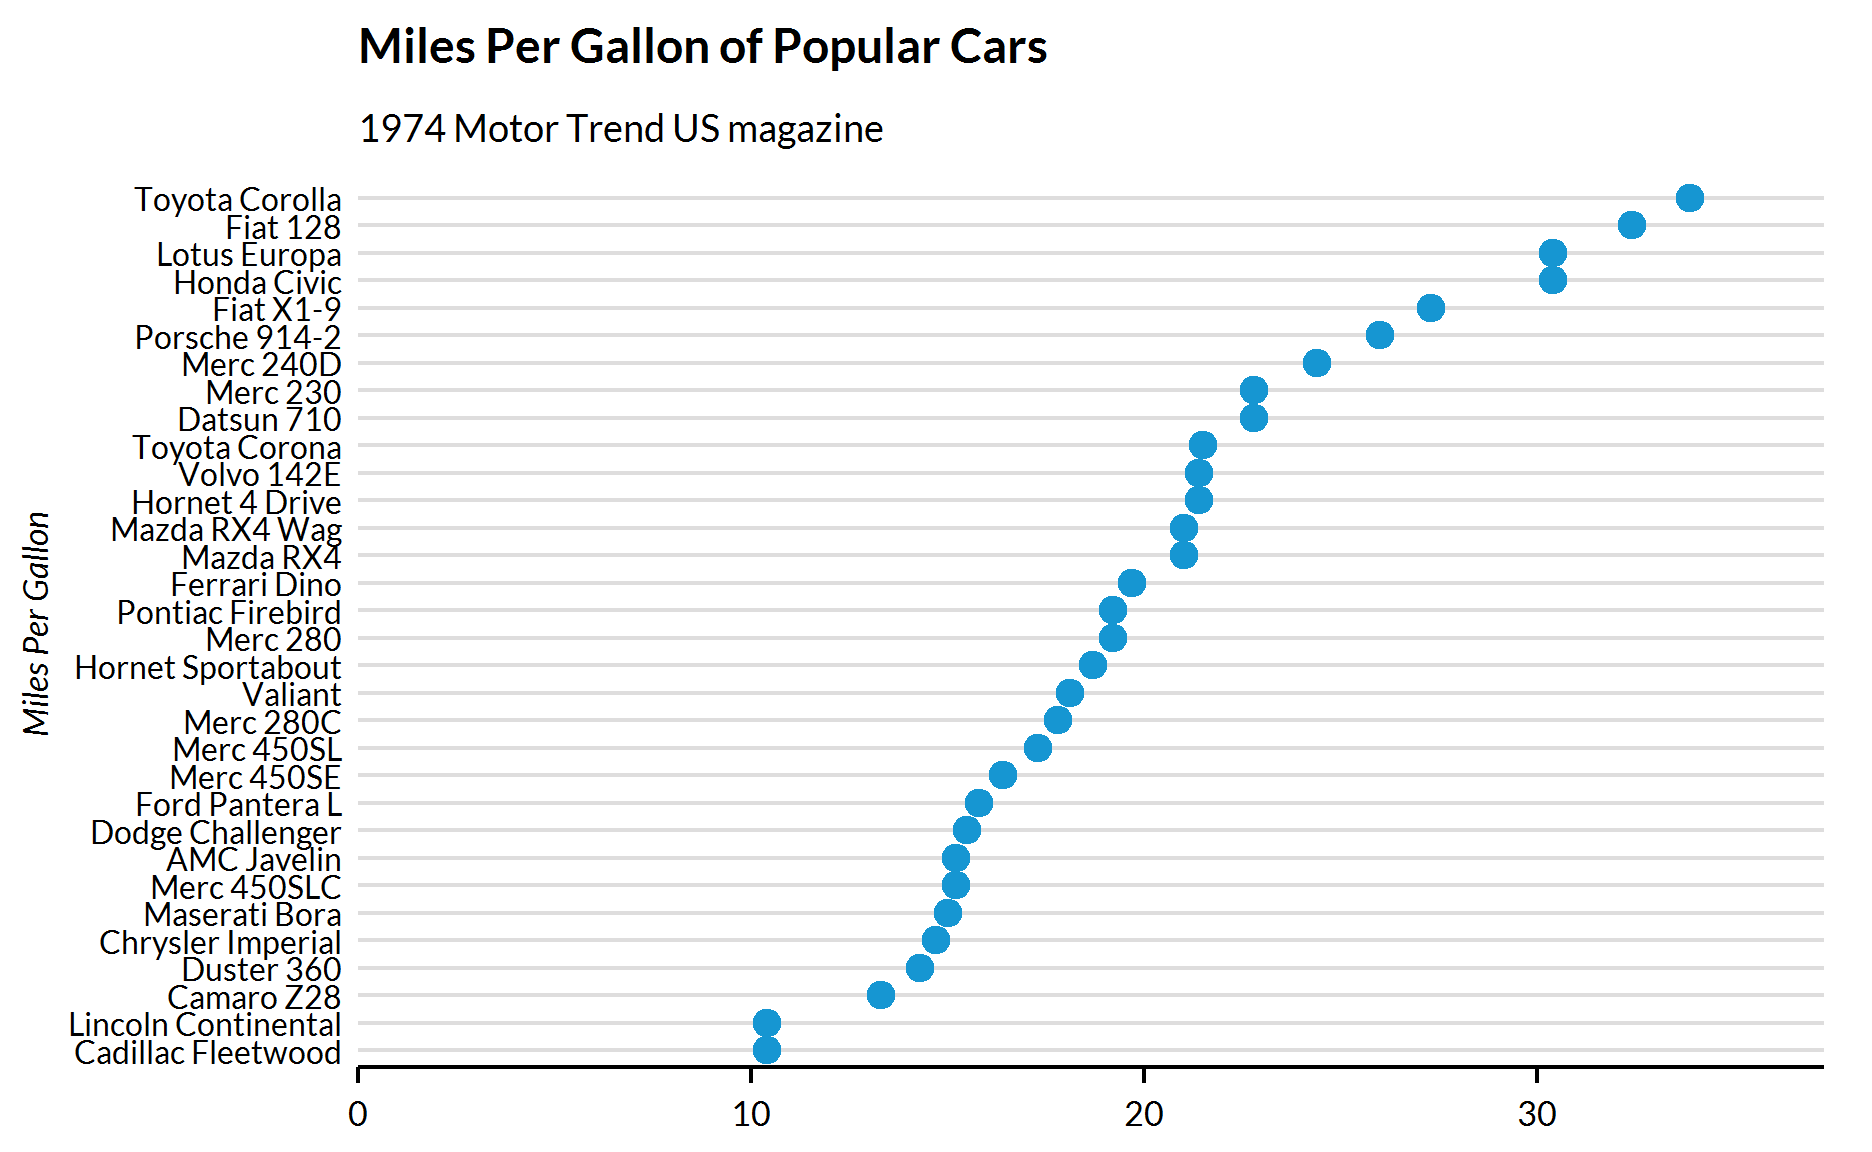 Miles Per Gallon of Popular Cars
1974 Motor Trend US magazine
Toyota Corolla
Fiat 128
Lotus Europa
Honda Civic
Fiat X1-9
Porsche 914-2
Merc 240D
Merc 230
Datsun 710
Toyota Corona
Volvo 142E
Hornet 4 Drive
Mazda RX4 Wag
Mazda RX4
Ferrari Dino
Pontiac Firebird
Merc 280
Hornet Sportabout
Valiant
Merc 280C
Merc 450SL
Merc 450SE
Ford Pantera L
Dodge Challenger
AMC Javelin
Merc 450SLC
Maserati Bora
Chrysler Imperial
Duster 360
Camaro Z28
Lincoln Continental
Cadillac Fleetwood
Miles Per Gallon
0 10 20 30